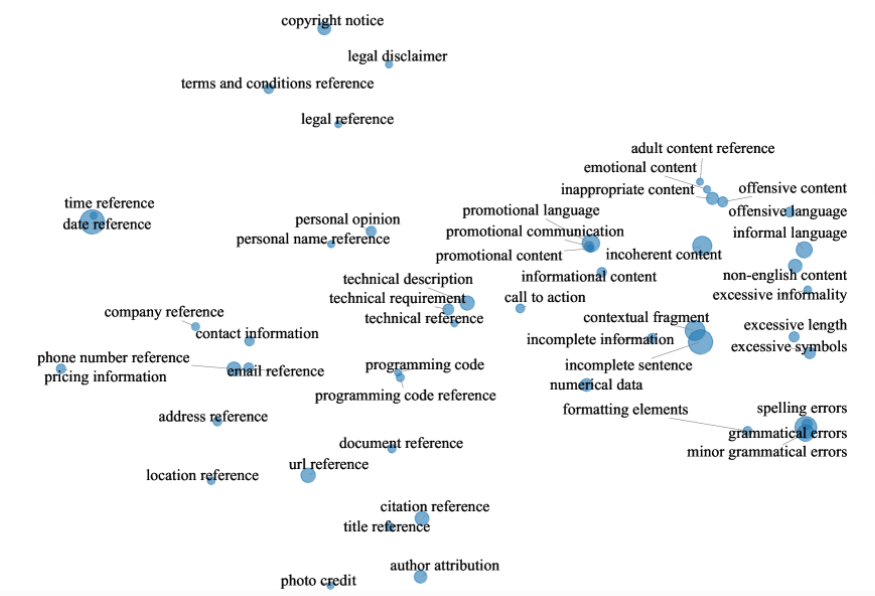 copyright notice
legal disclaimer
terms and conditions reference
legal reference
adult content reference
emotional content
inappropriate content
offensive content
time reference
date reference
promotional language
offensive language
personal opinion
promotional communication
informal language
personal name reference
promotional content
incoherent content
technical description
informational content
non-english content
technical requirement
call to action
excessive informality
company reference
technical reference
contextual fragment
excessive length
contact information
incomplete information
excessive symbols
phone number reference
email reference
programming code
incomplete sentence
pricing information
numerical data
programming code reference
address reference
formatting elements
spelling errors
document reference
grammatical errors
minor grammatical errors
url reference
location reference
citation reference
title reference
author attribution
photo credit